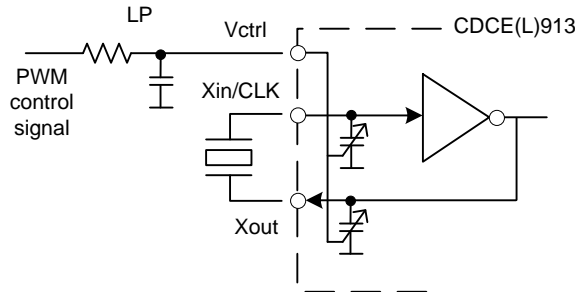 LP
Vctrl
CDCE(L)913
PWM
control
signal
Xin/CLK
Xout